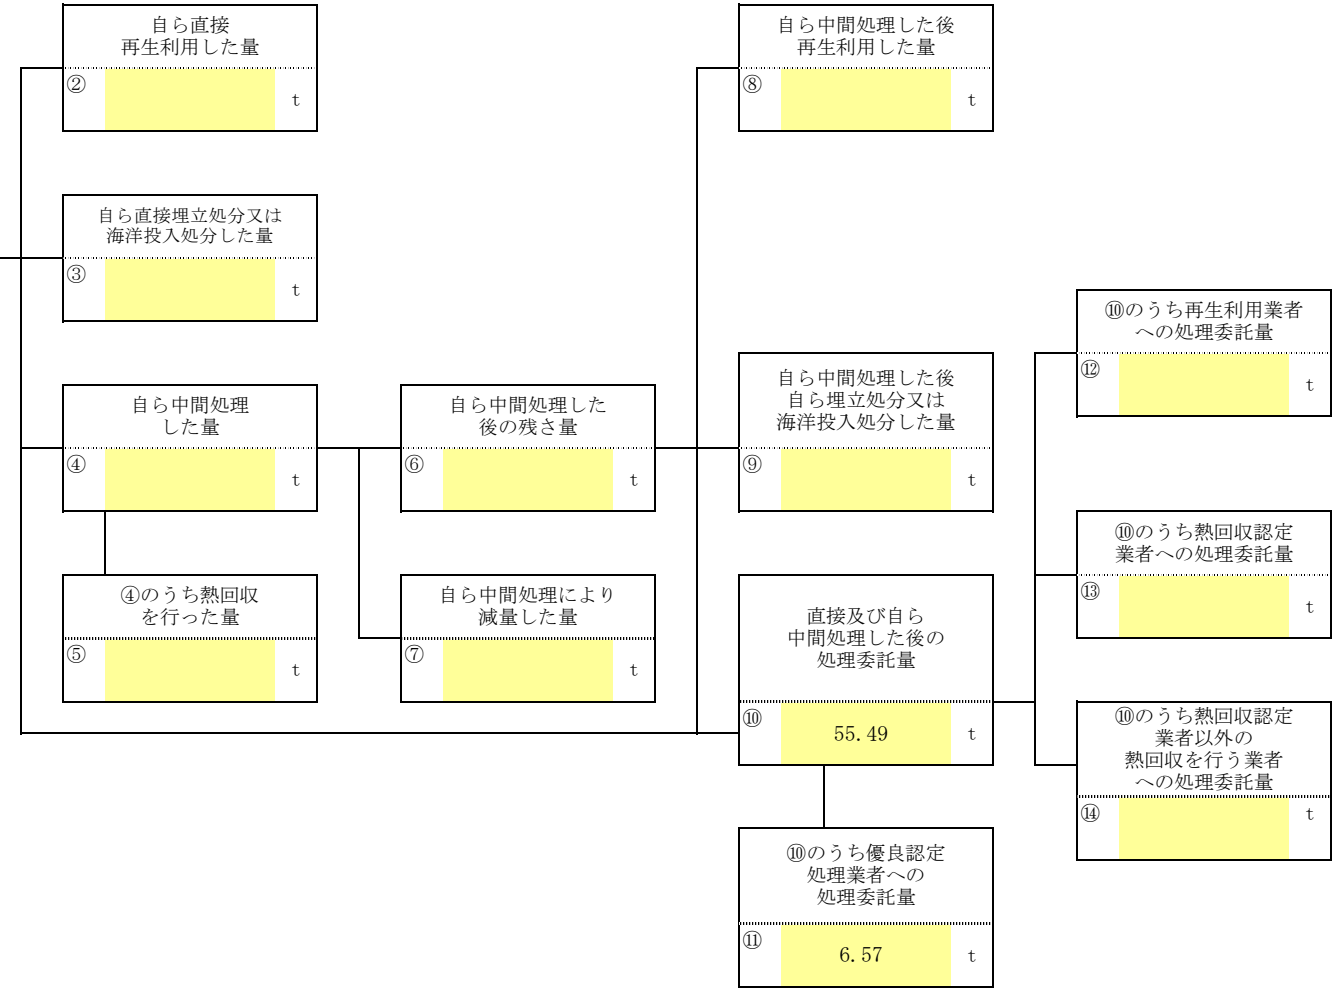 自ら直接
再生利用した量
②
t
自ら中間処理した後
再生利用した量
⑧
t
自ら直接埋立処分又は
海洋投入処分した量
③
t
⑩のうち再生利用業者
への処理委託量
⑫
t
自ら中間処理
した量
④
t
自ら中間処理した
後の残さ量
⑥
t
自ら中間処理した後
自ら埋立処分又は
海洋投入処分した量
⑨
t
⑩のうち熱回収認定
業者への処理委託量
⑬
t
④のうち熱回収
を行った量
⑤
t
自ら中間処理により
減量した量
⑦
t
直接及び自ら
中間処理した後の
処理委託量
⑩
55.49
t
⑩のうち熱回収認定
業者以外の
熱回収を行う業者
への処理委託量
⑭
t
⑩のうち優良認定
処理業者への
処理委託量
⑪
6.57
t